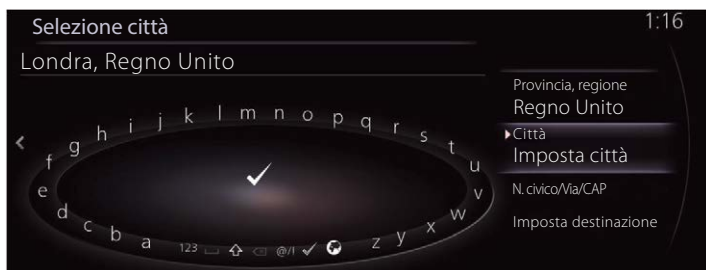 Selezione città
1:16
Londra, Regno Unito
a b c d e f g h i j k l m n o p q r s t u v w x y z
123 @/!
Provincia, regione
Regno Unito
Città
Imposta città
N. civico/Via/CAP
Imposta destinazione